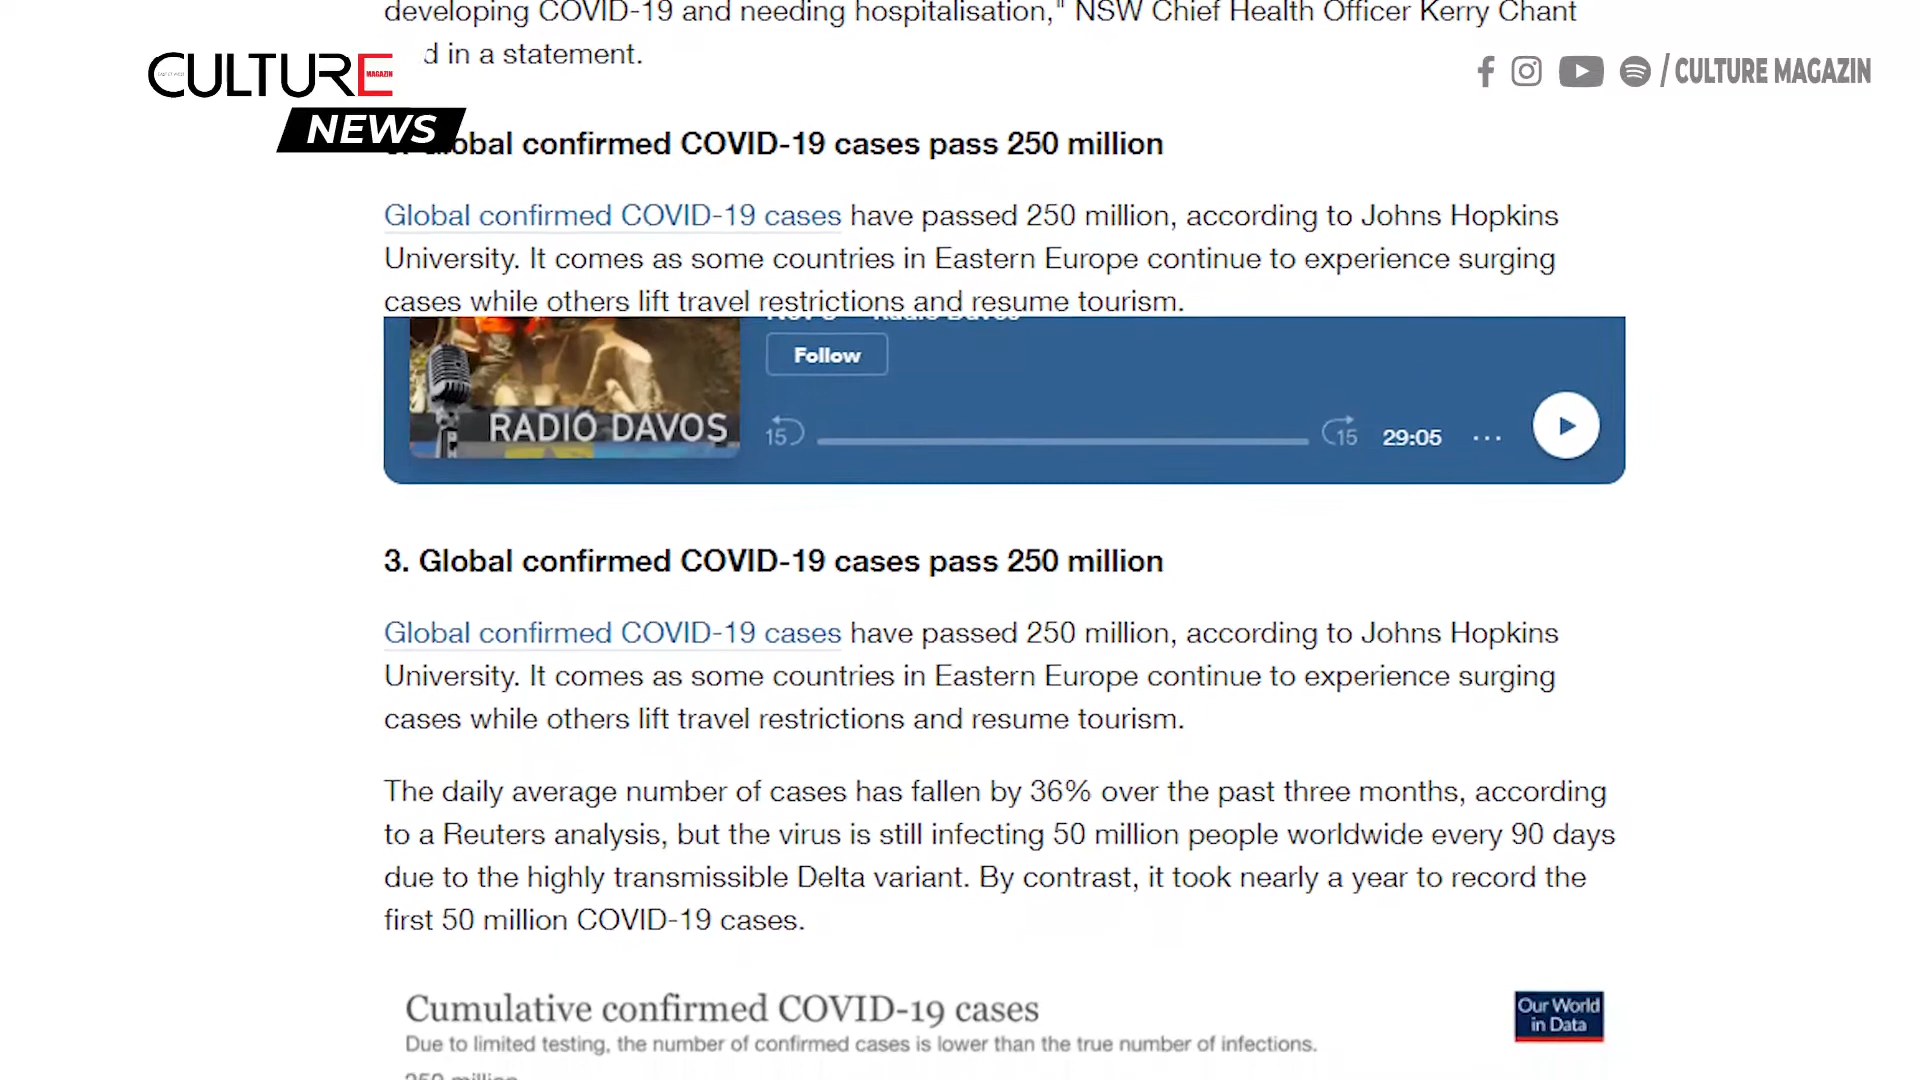 developing COVID-19 and needing hospitalisation," NSW Chief Health Officer Kerry Chant
d in a statement.
CULTURE
MAGAZIN
NEWS
/ CULTURE MAGAZIN
obal confirmed COVID-19 cases pass 250 million
Global confirmed COVID-19 cases have passed 250 million, according to Johns Hopkins
University. It comes as some countries in Eastern Europe continue to experience surging
cases while others lift travel restrictions and resume tourism.
Follow
RADIO DAVOS
15
15
29:05
...
3. Global confirmed COVID-19 cases pass 250 million
Global confirmed COVID-19 cases have passed 250 million, according to Johns Hopkins
University. It comes as some countries in Eastern Europe continue to experience surging
cases while others lift travel restrictions and resume tourism.
The daily average number of cases has fallen by 36% over the past three months, according
to a Reuters analysis, but the virus is still infecting 50 million people worldwide every 90 days
due to the highly transmissible Delta variant. By contrast, it took nearly a year to record the
first 50 million COVID-19 cases.
Cumulative confirmed COVID-19 cases
Our World
in Data
Due to limited testing, the number of confirmed cases is lower than the true number of infections.